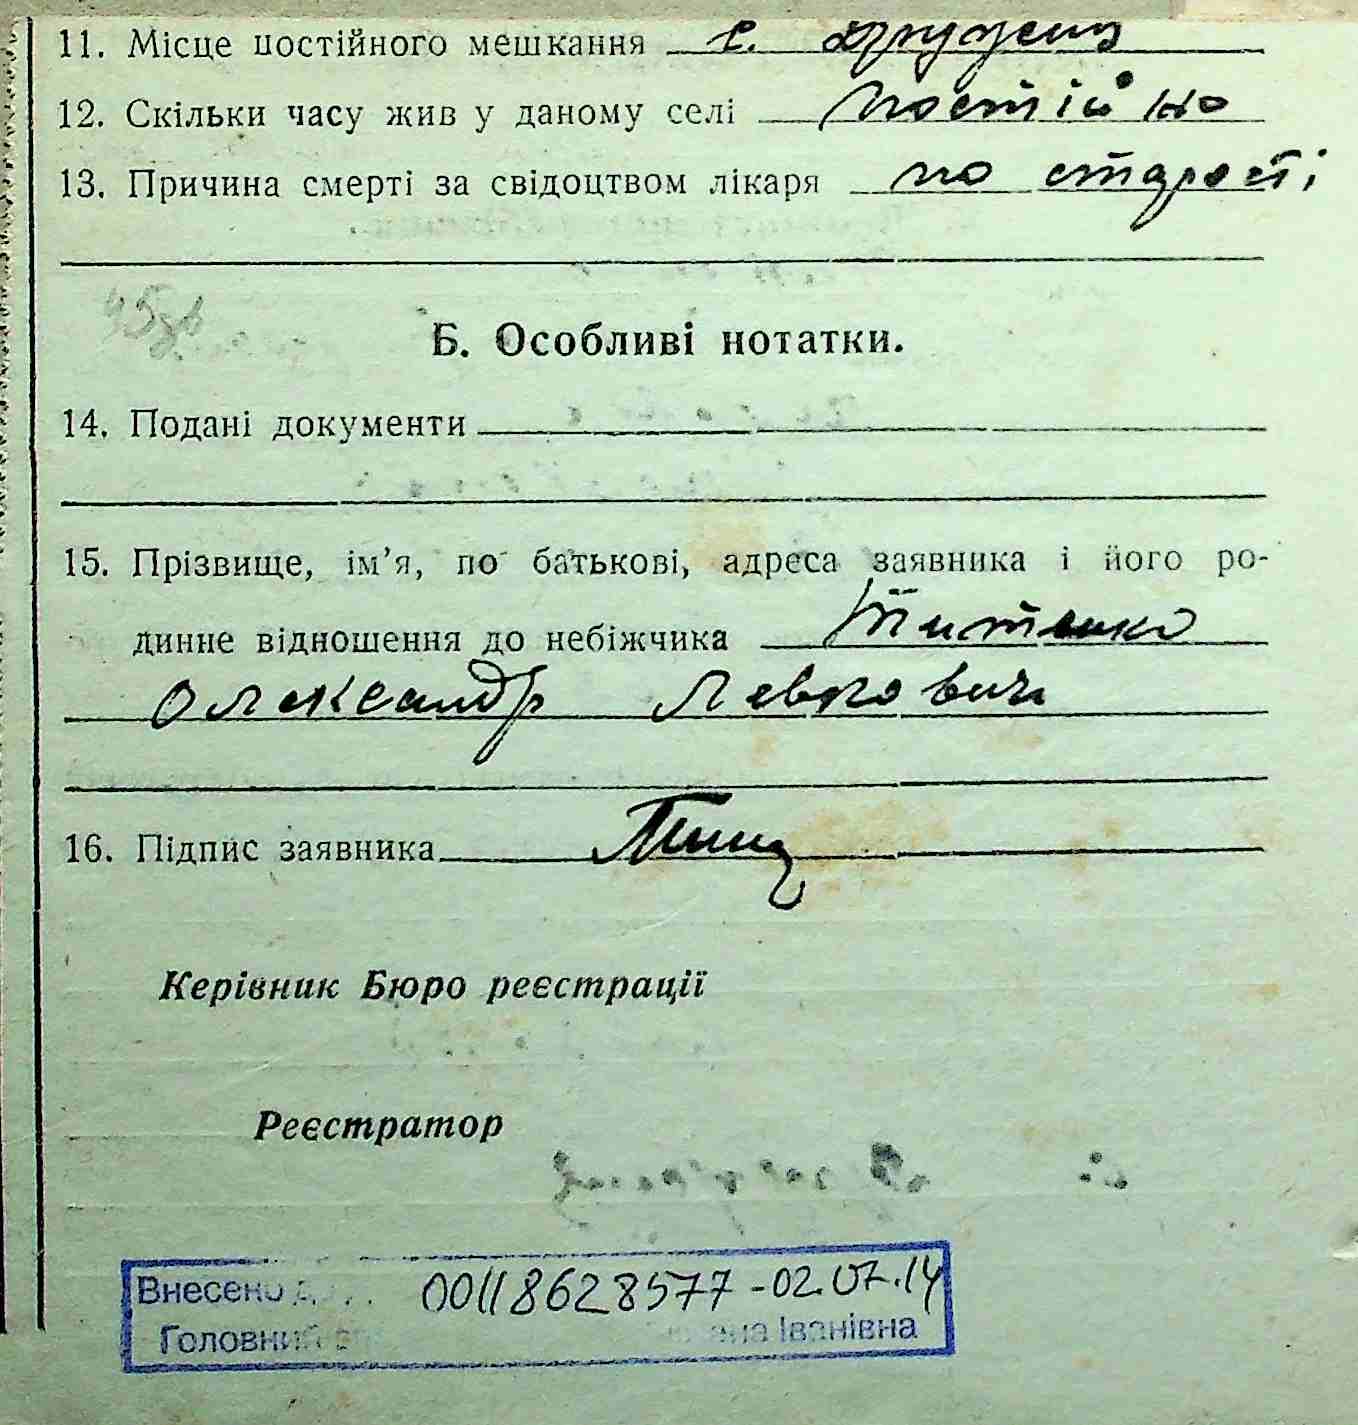 11. Місце постійного мешкання с.
12. Скільки часу жив у даному селі постійно
13. Причина смерті за свідоцтвом лікаря по старості
Б. Особливі нотатки.
14. Подані документи
15. Прізвище, ім’я, по батькові, адреса заявника і його ро-
динне відношення до небіжчика Титенко
Олександр Левкович
16. Підпис заявника
Керівник Бюро реєстрації
Реєстратор
Внесено 00118628577-02.07.14
Головний Іванівна